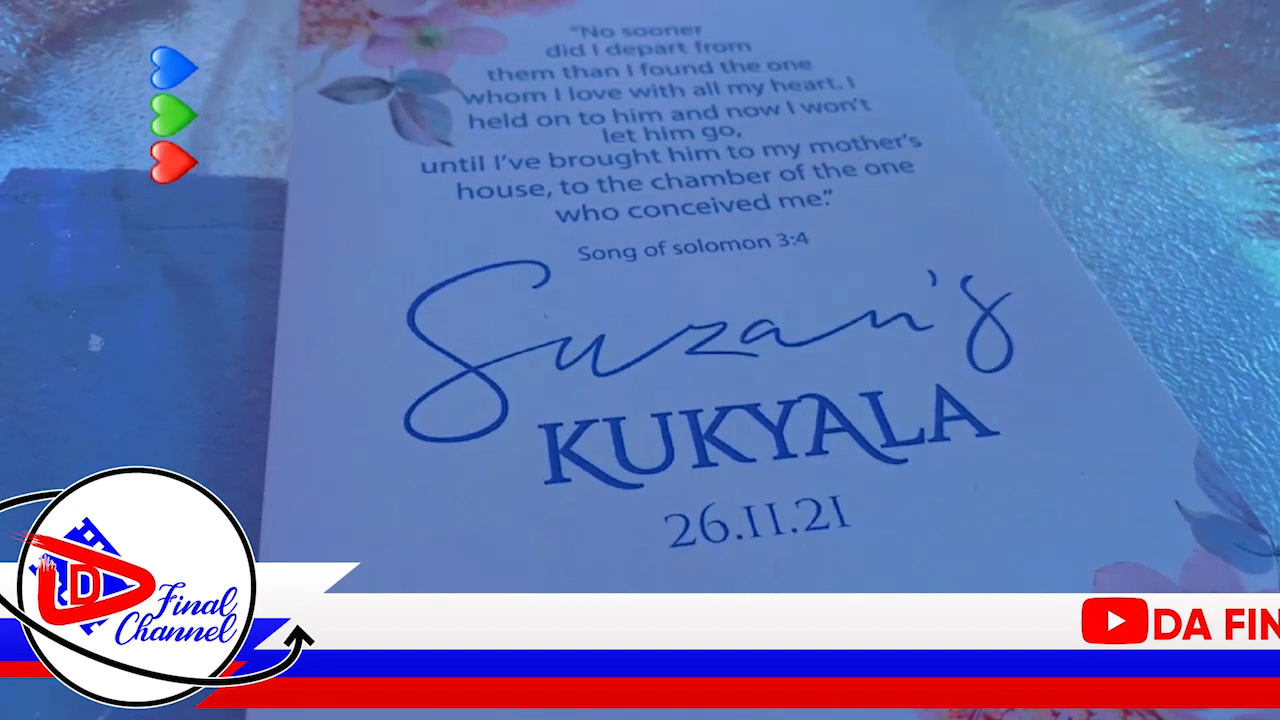 “No sooner
did I depart from
them than I found the one
whom I love with all my heart. I
held on to him and now I won’t
let him go,
until I’ve brought him to my mother’s
house, to the chamber of the one
who conceived me.”
Song of solomon 3:4
Suzan's
KUKYALA
26.11.21
D
Final
Channel
DA FIN